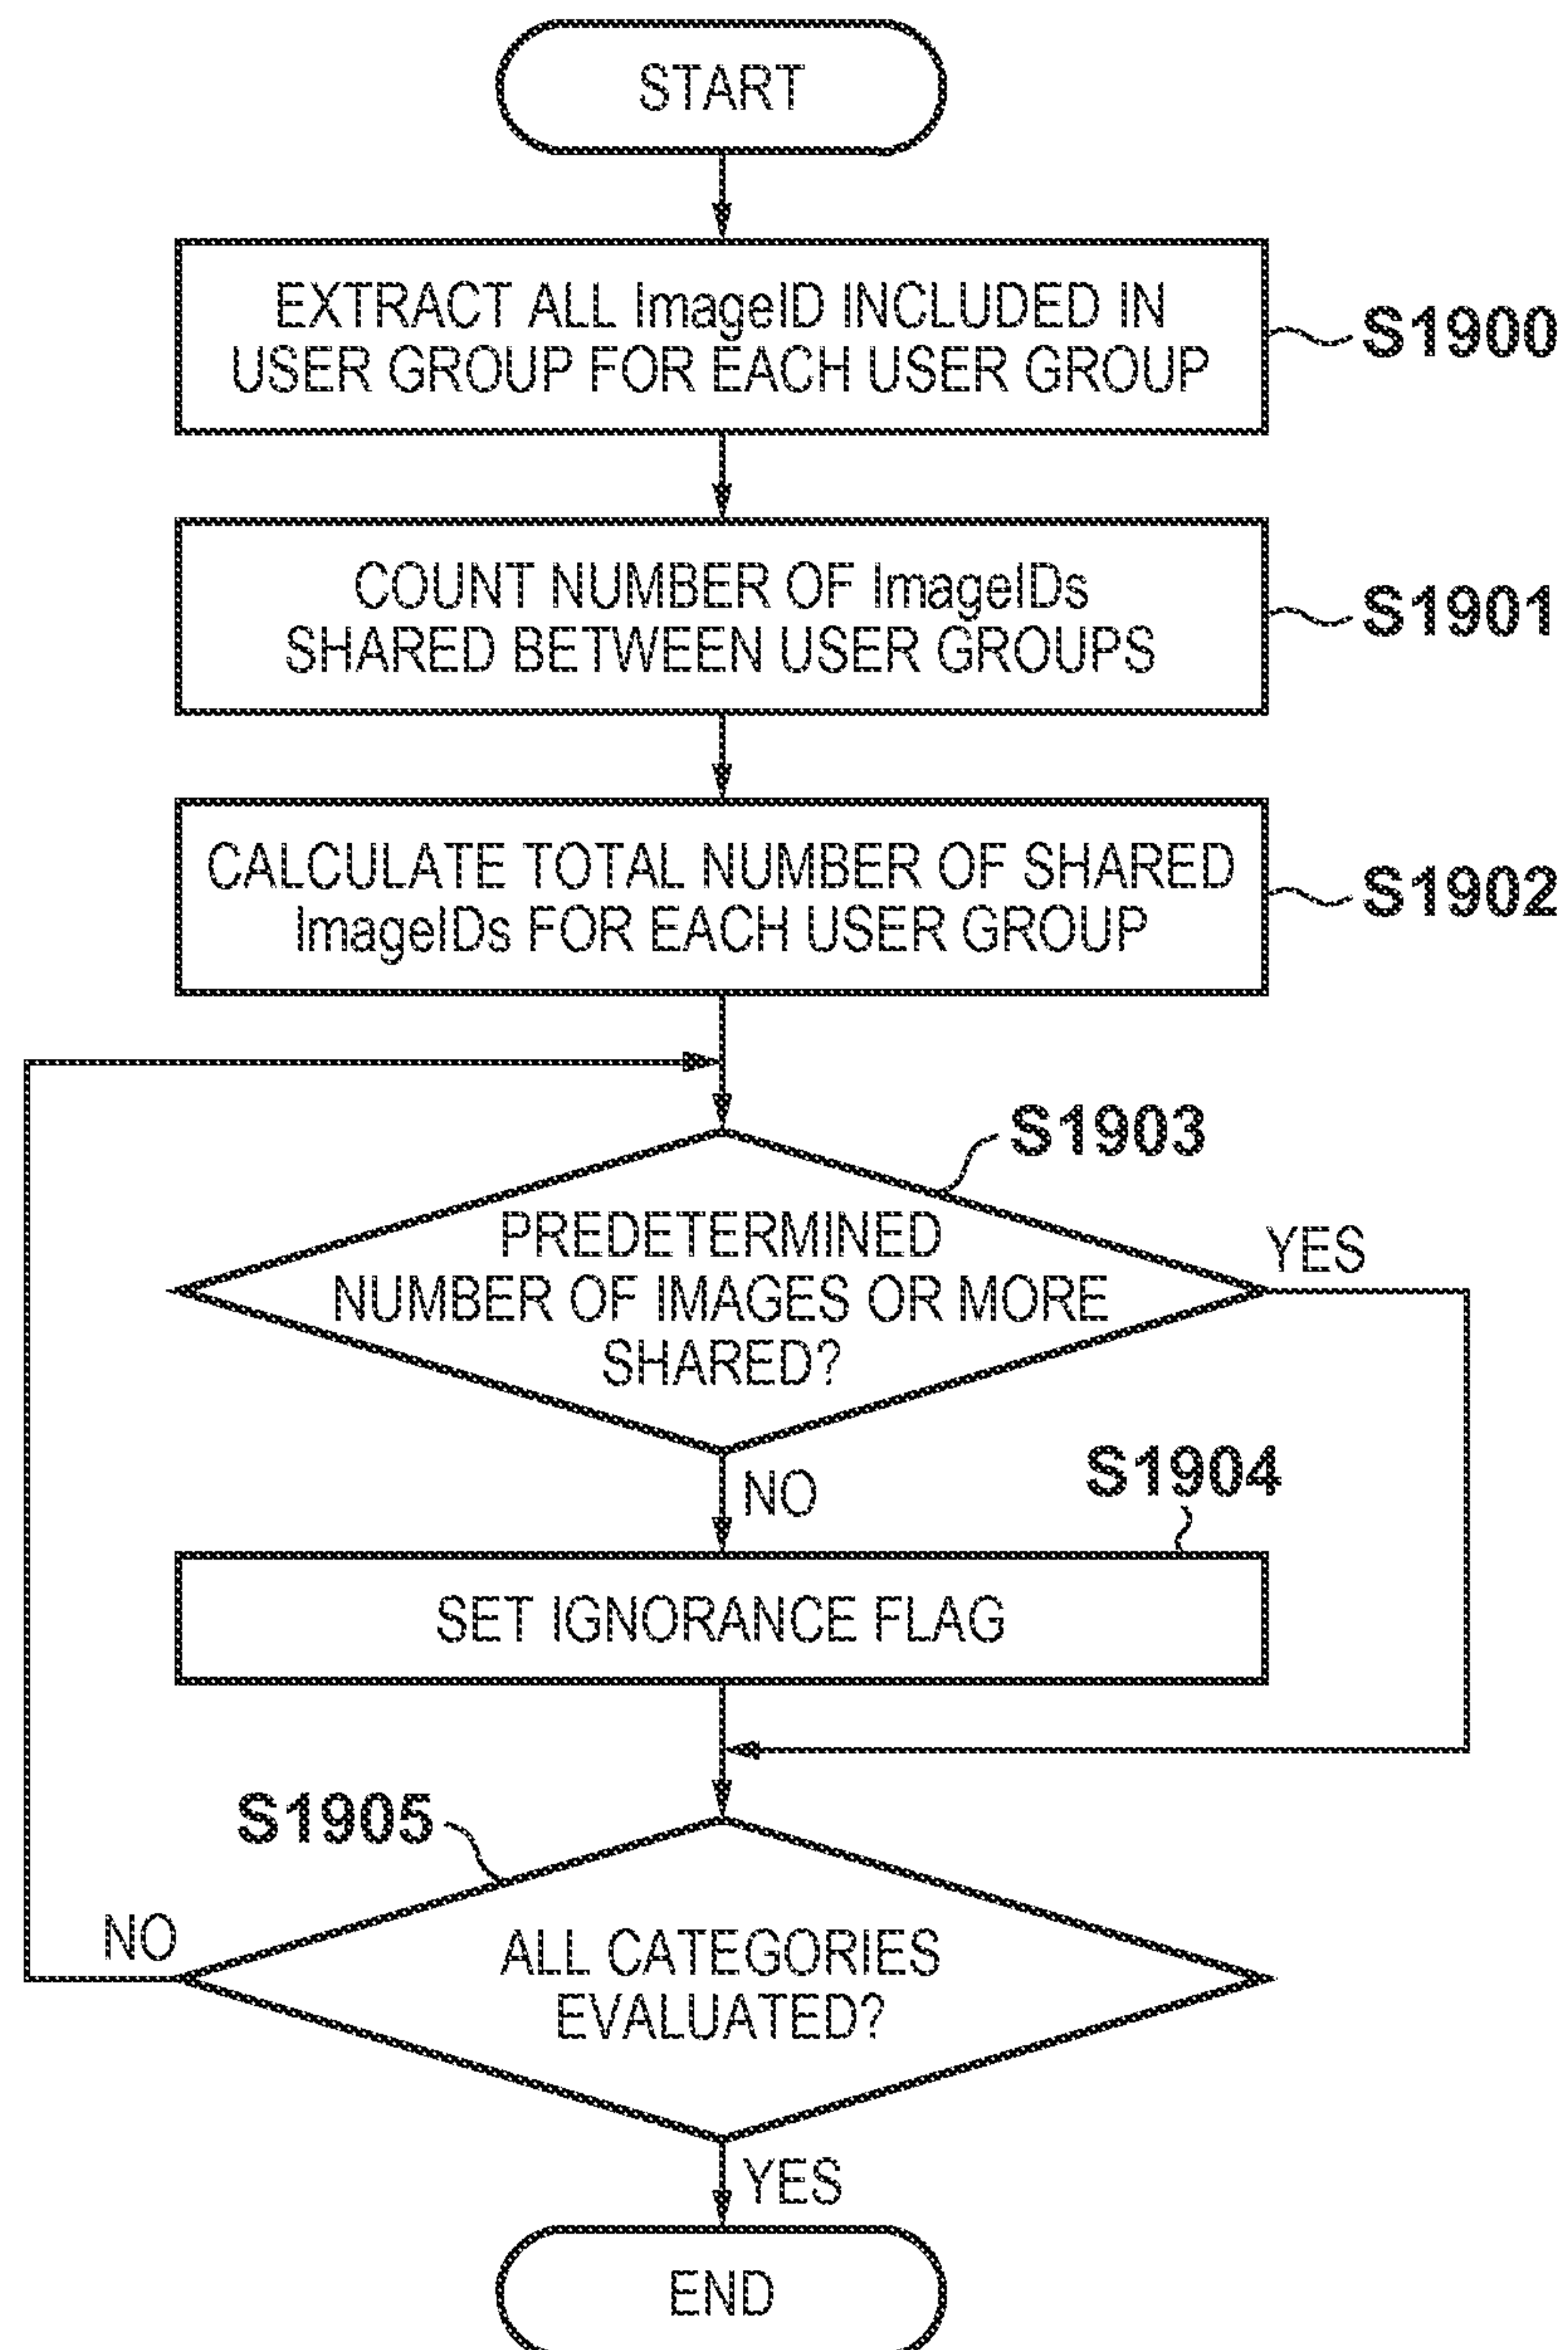 START
EXTRACT ALL ImageID INCLUDED IN
USER GROUP FOR EACH USER GROUP
S1900
COUNT NUMBER OF ImageIDs
SHARED BETWEEN USER GROUPS
S1901
CALCULATE TOTAL NUMBER OF SHARED
ImageIDs FOR EACH USER GROUP
S1902
S1903
PREDETERMINED
NUMBER OF IMAGES OR MORE
SHARED?
YES
NO
S1904
SET IGNORANCE FLAG
S1905
NO
ALL CATEGORIES
EVALUATED?
YES
END